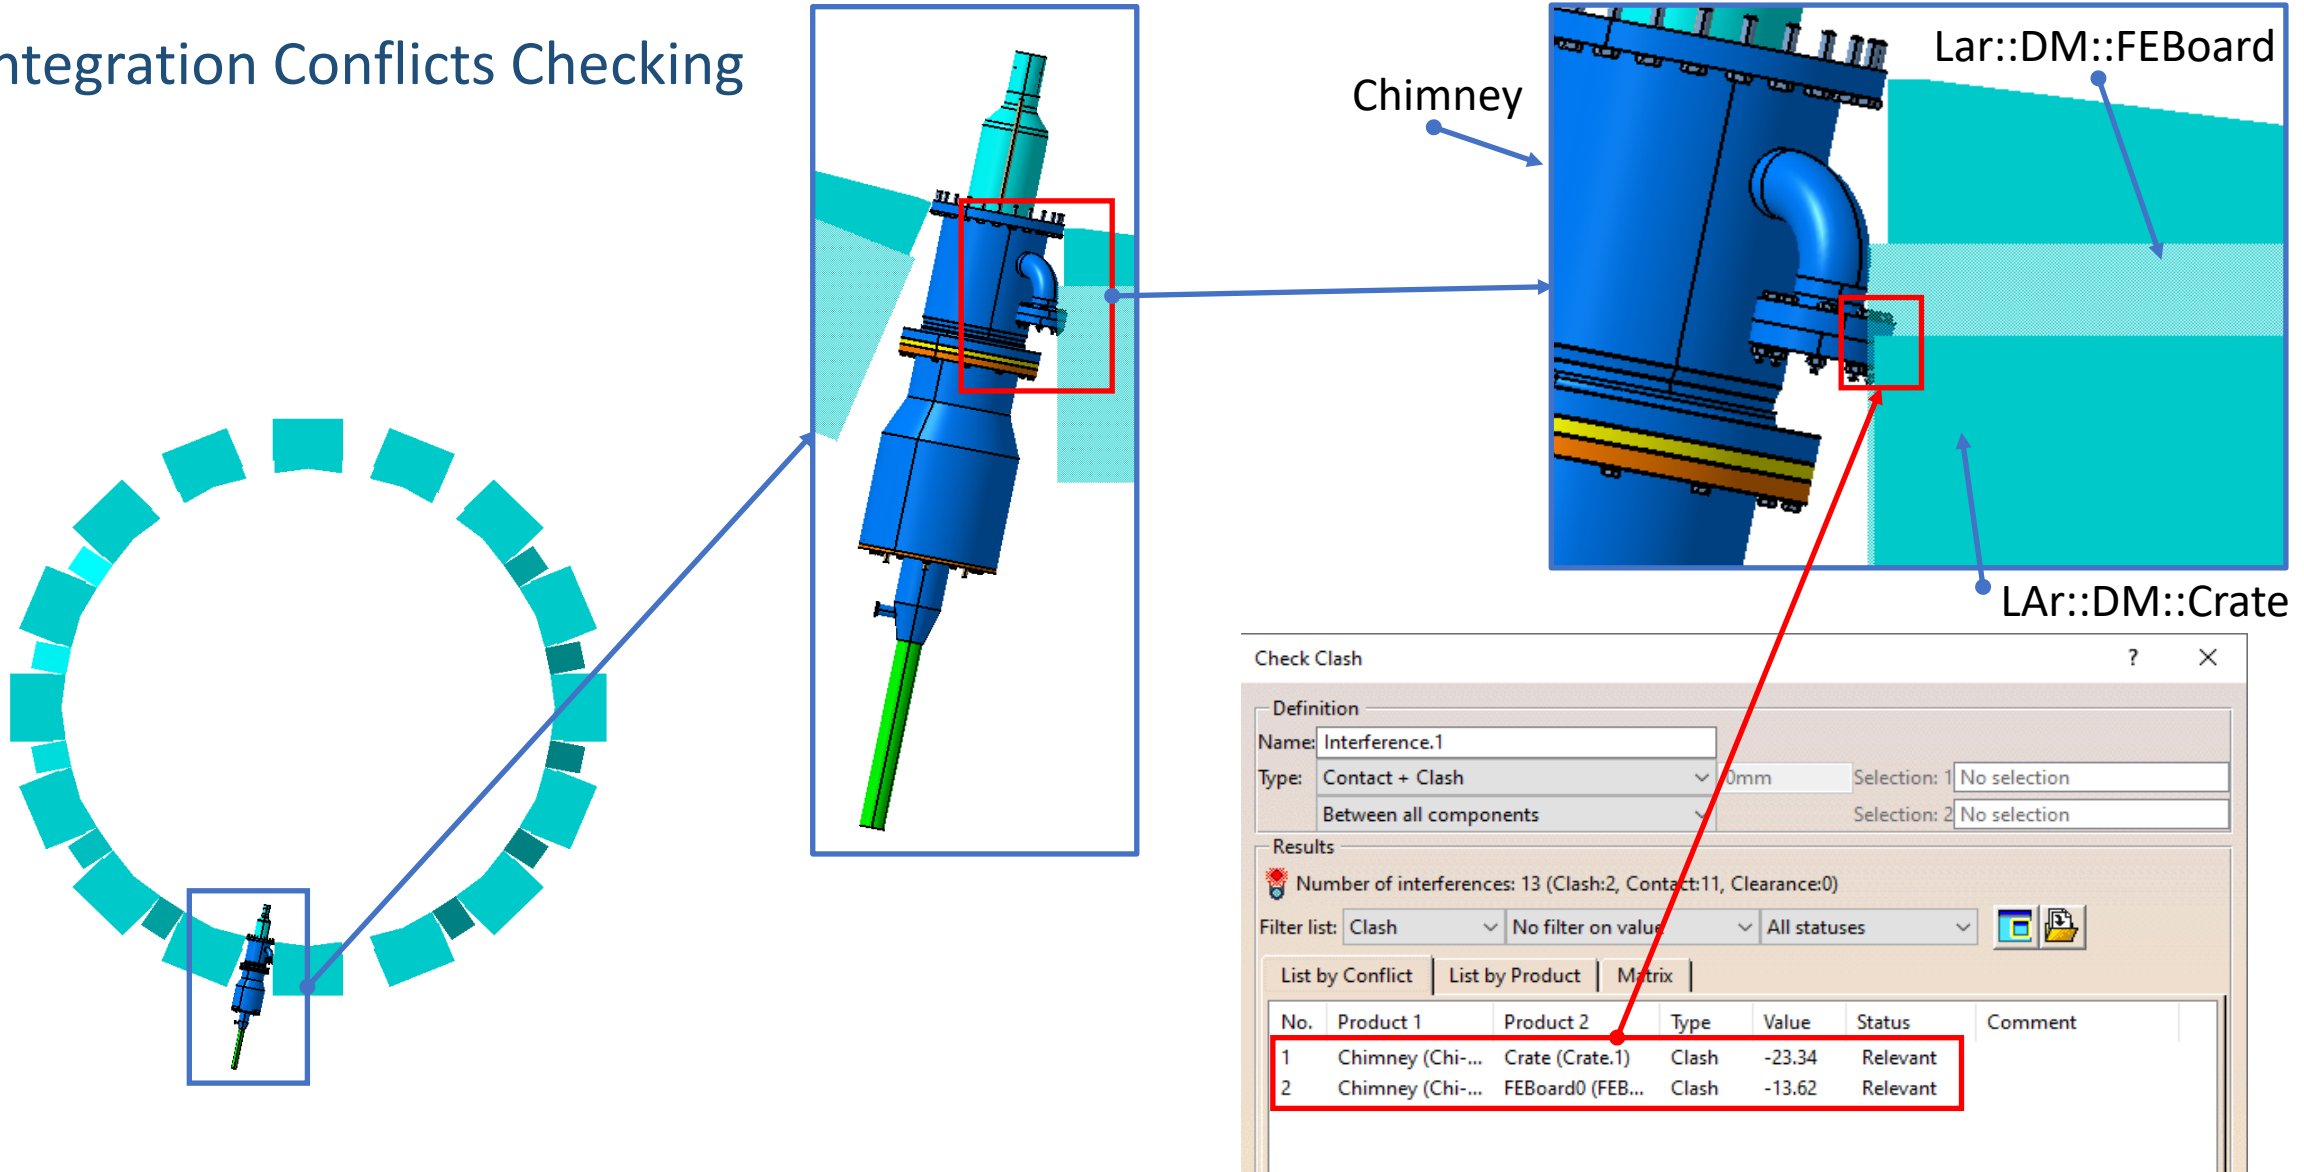 ntegration Conflicts Checking
Chimney
Lar::DM::FEBoard
LAr::DM::Crate
Check Clash
?
Definition
Name: Interference.1
Type: Contact + Clash 0mm Selection: 1 No selection
Between all components Selection: 2 No selection
Results
Number of interferences: 13 (Clash:2, Contact:11, Clearance:0)
Filter list: Clash No filter on value All statuses
List by Conflict List by Product Matrix
No. Product 1 Product 2 Type Value Status Comment
1 Chimney (Chi-... Crate (Crate.1) Clash -23.34 Relevant
2 Chimney (Chi-... FEBoard0 (FEB... Clash -13.62 Relevant